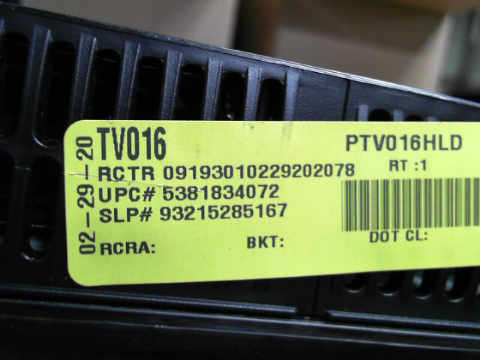 02-29-20
TV016 PTV016HLD
RCTR 09193010229202078 RT :1
UPC# 5381834072
SLP# 93215285167
RCRA: BKT: DOT CL: